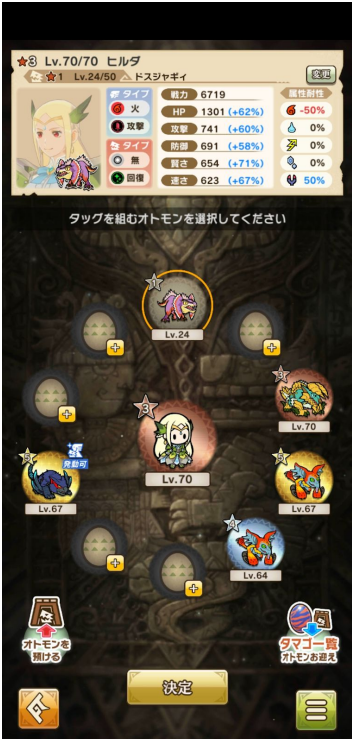 ★3 Lv.70/70 ヒルダ
★1 Lv.24/50 ドスジャギィ
変更
タイプ
火
攻撃
タイプ
無
回復
戦力 6719
HP 1301 (+62%)
攻撃 741 (+60%)
防御 691 (+58%)
賢さ 654 (+71%)
速さ 623 (+67%)
属性耐性
-50%
0%
0%
0%
50%
タッグを組むオトモンを選択してください
1
Lv.24
3
Lv.70
3
Lv.70
5
発動可
Lv.67
5
Lv.67
4
Lv.64
オトモンを
預ける
タマゴ一覧
オトモンお迎え
決定